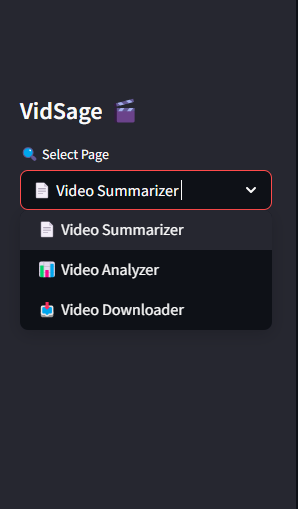 VidSage 🎬
🔍 Select Page
📄 Video Summarizer
📄 Video Summarizer
📊 Video Analyzer
📥 Video Downloader